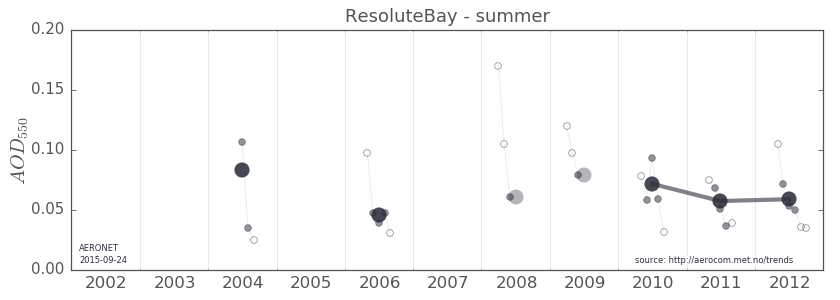 ResoluteBay - summer
0.20
0.15
0.10
0.05
0.00
AOD550
AERONET
2015-09-24
source: http://aerocom.met.no/trends
2002 2003 2004 2005 2006 2007 2008 2009 2010 2011 2012